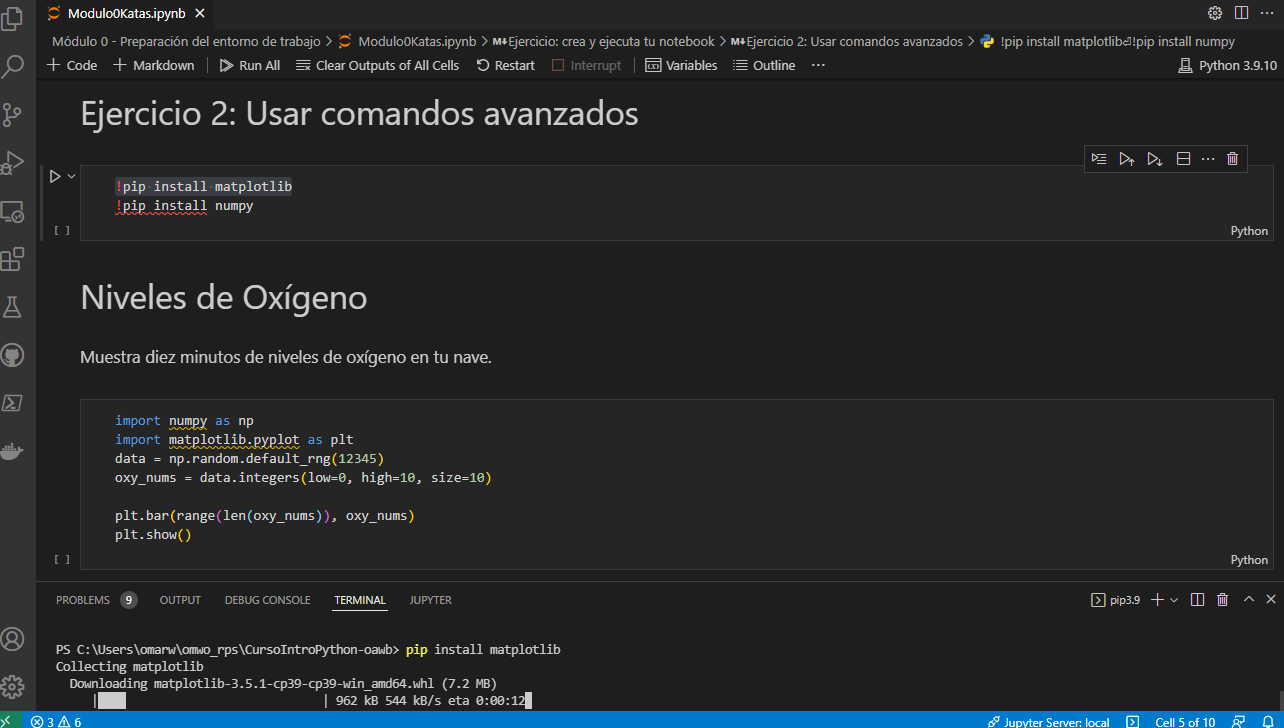 Modulo0Katas.ipynb
Módulo 0 - Preparación del entorno de trabajo > Modulo0Katas.ipynb > M↓Ejercicio: crea y ejecuta tu notebook > M↓Ejercicio 2: Usar comandos avanzados > !pip install matplotlib⏎!pip install numpy
+ Code + Markdown | Run All Clear Outputs of All Cells Restart Interrupt | Variables Outline ··· Python 3.9.10
Ejercicio 2: Usar comandos avanzados
!pip install matplotlib
!pip install numpy
[ ] Python
Niveles de Oxígeno
Muestra diez minutos de niveles de oxígeno en tu nave.
import numpy as np
import matplotlib.pyplot as plt
data = np.random.default_rng(12345)
oxy_nums = data.integers(low=0, high=10, size=10)
plt.bar(range(len(oxy_nums)), oxy_nums)
plt.show()
[ ] Python
PROBLEMS 9 OUTPUT DEBUG CONSOLE TERMINAL JUPYTER pip3.9
PS C:\Users\omarw\omwo_rps\CursoIntroPython-oawb> pip install matplotlib
Collecting matplotlib
Downloading matplotlib-3.5.1-cp39-cp39-win_amd64.whl (7.2 MB)
| | 962 kB 544 kB/s eta 0:00:12
3 6 Jupyter Server: local Cell 5 of 10